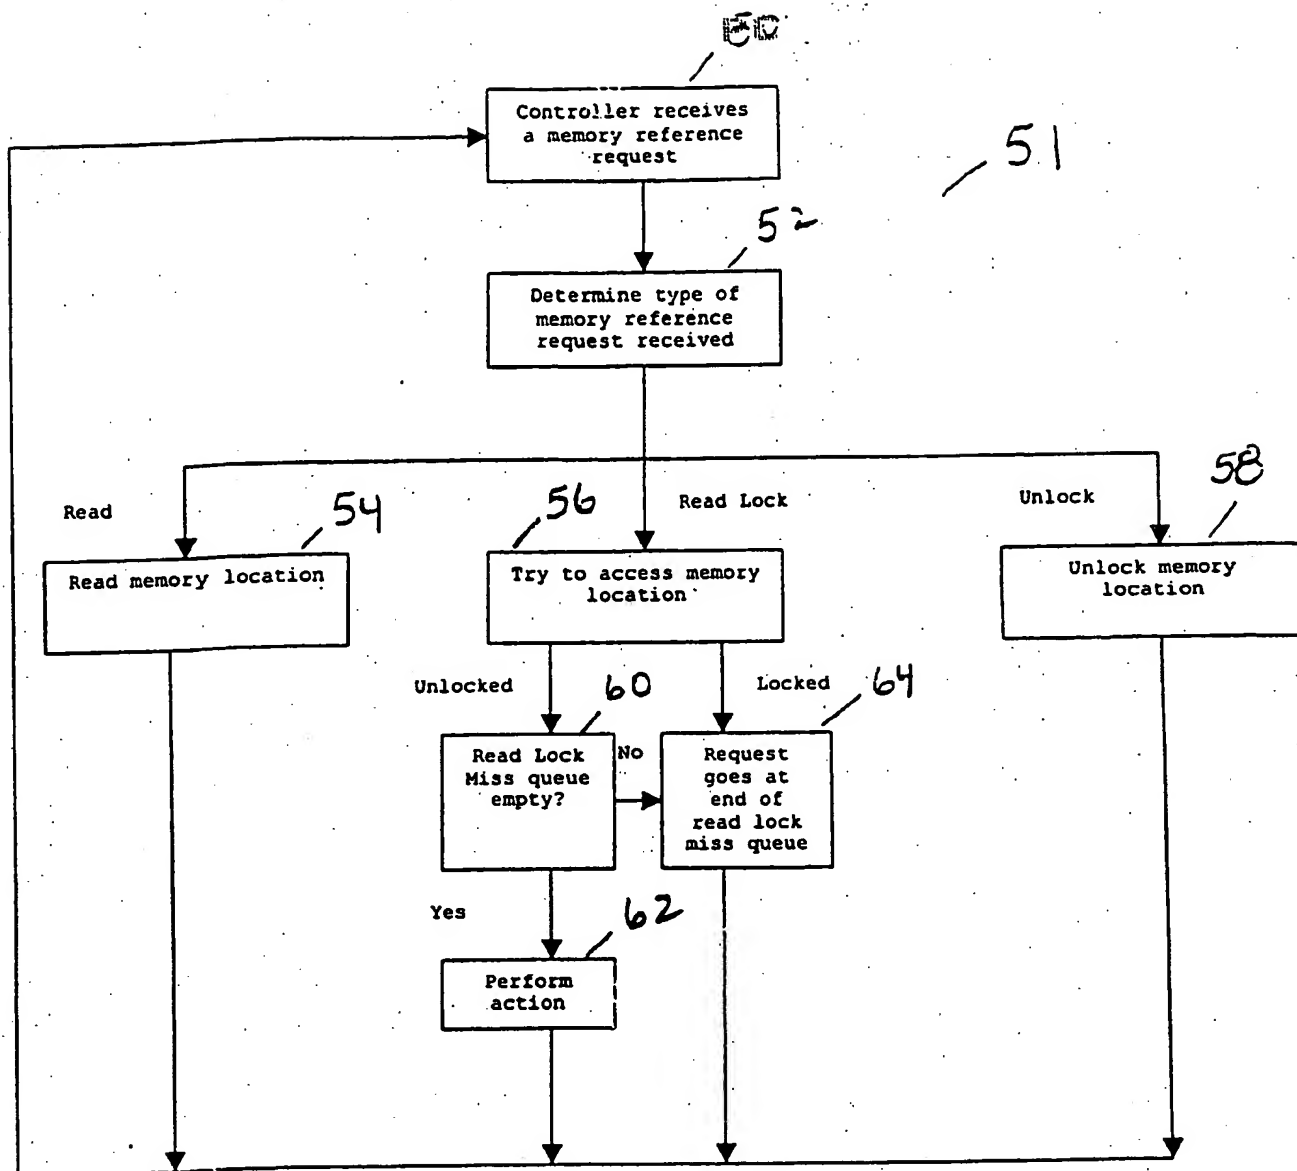 Controller receives
a memory reference
request
51
52
Determine type of
memory reference
request received
58
Read
54
56
Read Lock
Unlock
Read memory location
Try to access memory
location
Unlock memory
location
Unlocked
60
Locked
64
Read Lock
Miss queue
empty?
No
Request
goes at
end of
read lock
miss queue
Yes
62
Perform
action